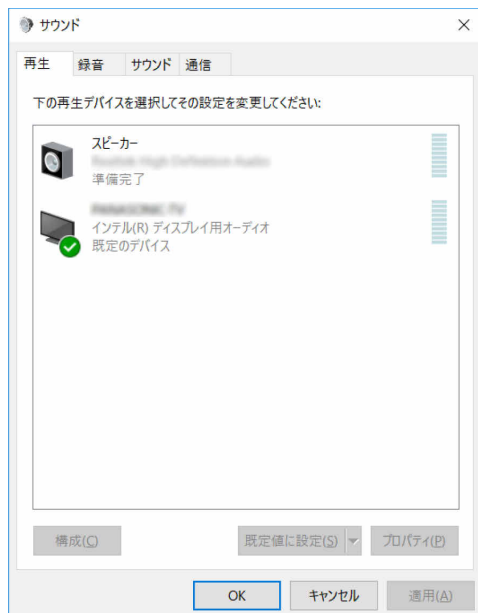 サウンド
再生 録音 サウンド 通信
下の再生デバイスを選択してその設定を変更してください:
スピーカー
準備完了
インテル(R) ディスプレイ用オーディオ
既定のデバイス
構成(C) 既定値に設定(S) プロパティ(P)
OK キャンセル 適用(A)